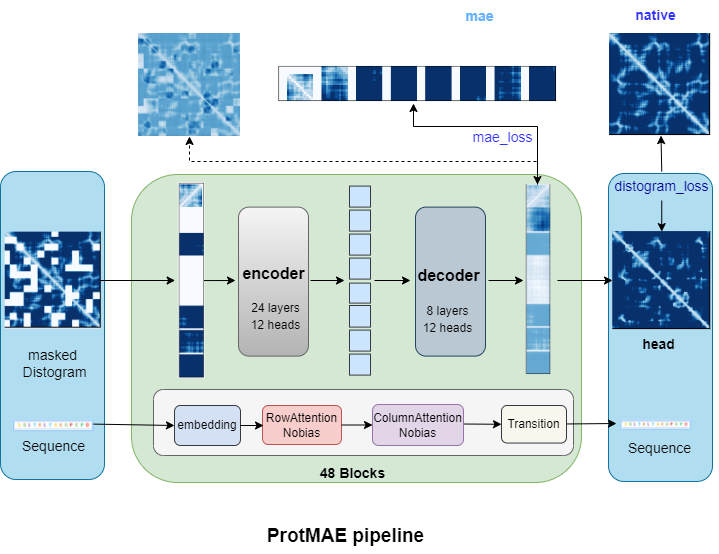 mae
native
mae_loss
distogram_loss
encoder
24 layers
12 heads
decoder
8 layers
12 heads
masked
Distogram
head
Sequence
embedding
RowAttention
Nobias
ColumnAttention
Nobias
Transition
Sequence
48 Blocks
ProtMAE pipeline